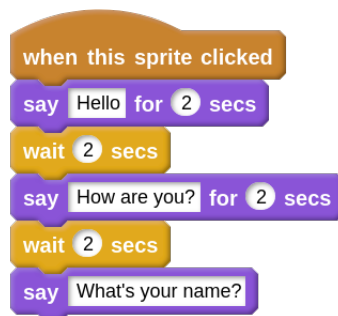 when this sprite clicked
say Hello for 2 secs
wait 2 secs
say How are you? for 2 secs
wait 2 secs
say What's your name?